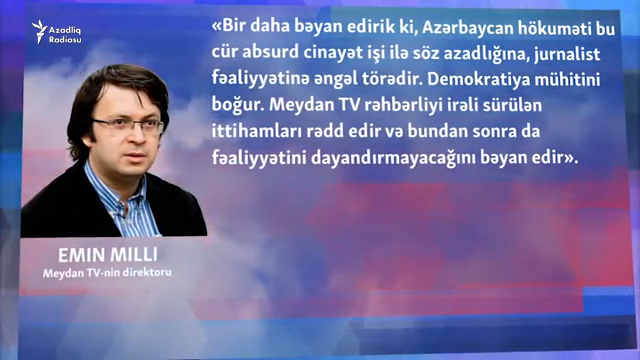 Azadlıq
Radiosu
«Bir daha bəyan edirik ki, Azərbaycan hökuməti bu
cür absurd cinayət işi ilə söz azadlığına, jurnalist
fəaliyyətinə əngəl törədir. Demokratiya mühitini
boğur. Meydan TV rəhbərliyi irəli sürülən
ittihamları rədd edir və bundan sonra da
fəaliyyətini dayandırmayacağını bəyan edir».
EMIN MILLI
Meydan TV-nin direktoru